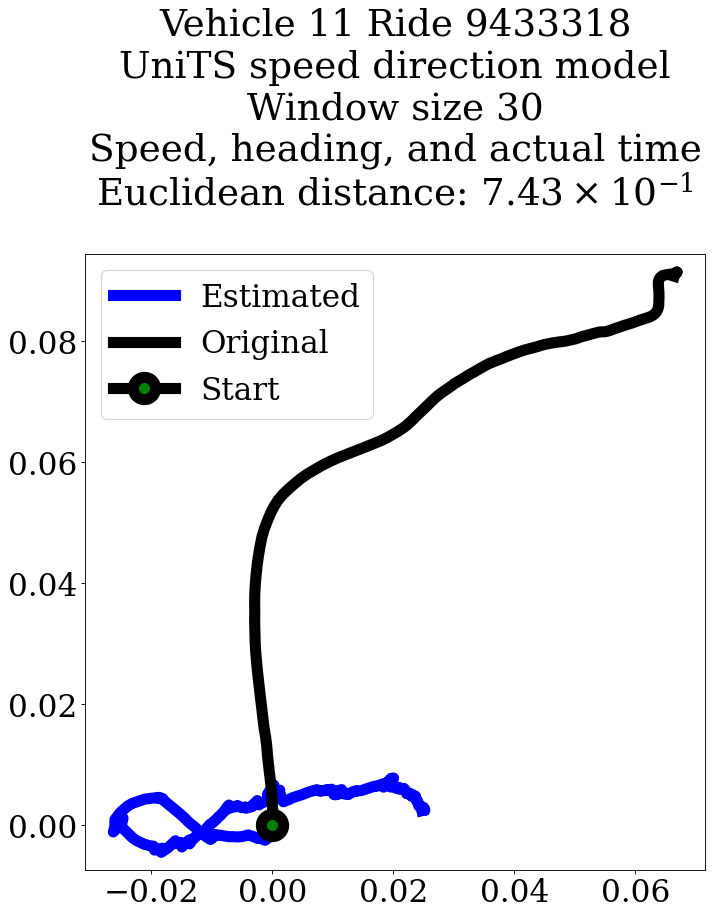 Vehicle 11 Ride 9433318
UniTS speed direction model
Window size 30
Speed, heading, and actual time
Euclidean distance: 7.43 × 10⁻¹
Estimated
Original
Start
0.08
0.06
0.04
0.02
0.00
−0.02 0.00 0.02 0.04 0.06